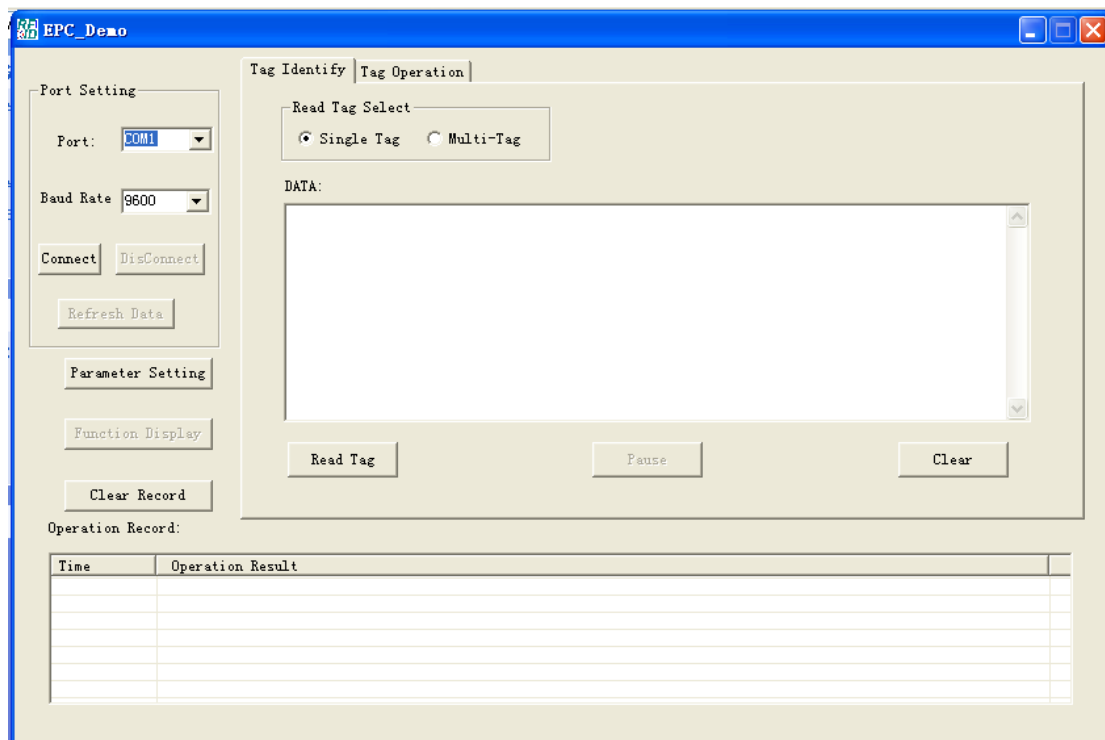 EPC_Demo
Tag Identify Tag Operation
Port Setting
Read Tag Select
Port: COM1
Single Tag Multi-Tag
Baud Rate 9600
DATA:
Connect DisConnect
Refresh Data
Parameter Setting
Function Display
Read Tag Pause Clear
Clear Record
Operation Record:
Time Operation Result